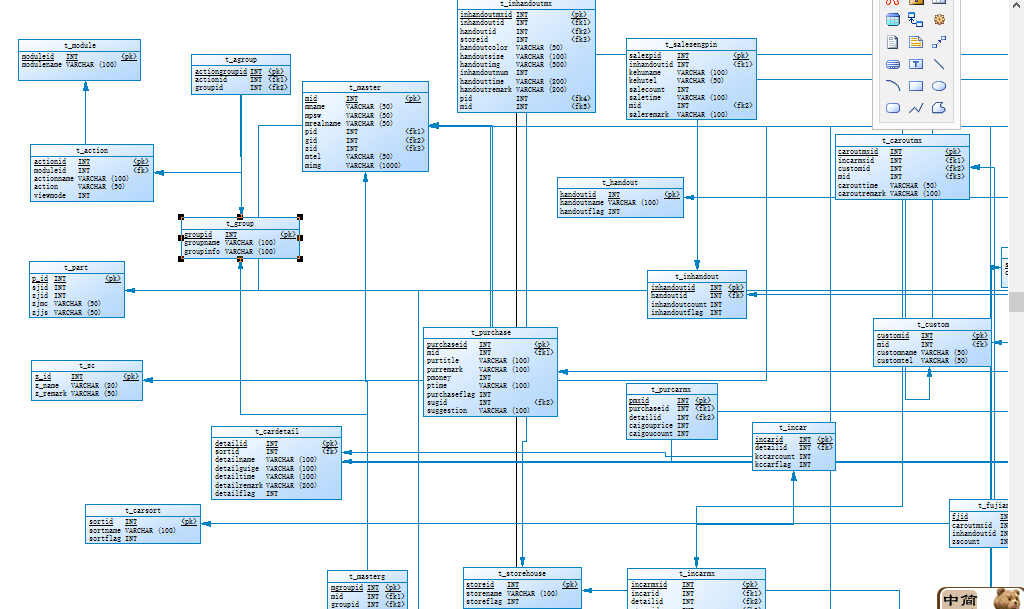 t_module
moduleid INT <pk>
modulename VARCHAR (100)
t_agroup
actiongroupid INT <pk>
actionid INT <fk1>
groupid INT <fk2>
t_master
mid INT <pk>
mname VARCHAR (50)
mpsv VARCHAR (50)
mrealname VARCHAR (50)
pid INT <fk1>
gid INT <fk2>
zid INT <fk3>
mtel VARCHAR (50)
mimg VARCHAR (1000)
t_inhandoutmx
inhandoutmxid INT <pk>
inhandoutid INT <fk1>
handoutid INT <fk2>
storeid INT <fk3>
handoutcolor VARCHAR (50)
handoutsize VARCHAR (100)
handoutimg VARCHAR (500)
inhandoutnum INT
handouttime VARCHAR (200)
handoutremark VARCHAR (200)
pid INT <fk4>
mid INT <fk5>
t_salezengpin
salezpid INT <pk>
inhandoutid INT <fk1>
kehuname VARCHAR (100)
kehutel VARCHAR (50)
salecount INT
saletime VARCHAR (100)
mid INT <fk2>
saleremark VARCHAR (100)
t_caroutmx
caroutmxid INT <pk>
incarmxid INT <fk1>
customid INT <fk2>
mid INT <fk3>
carouttime VARCHAR (50)
caroutremark VARCHAR (100)
t_action
actionid INT <pk>
moduleid INT <fk>
actionname VARCHAR (100)
action VARCHAR (50)
viewmode INT
t_handout
handoutid INT <pk>
handoutname VARCHAR (100)
handoutflag INT
t_group
groupid INT <pk>
groupname VARCHAR (100)
groupinfo VARCHAR (100)
t_part
p_id INT <pk>
sjid INT
zjid INT
zjmc VARCHAR (50)
zjjs VARCHAR (50)
t_inhandout
inhandoutid INT <pk>
handoutid INT <fk>
inhandoutcount INT
inhandoutflag INT
t_custom
customid INT <pk>
mid INT <fk>
customname VARCHAR (50)
customtel VARCHAR (50)
t_purchase
purchaseid INT <pk>
mid INT <fk1>
purtitle VARCHAR (100)
purremark VARCHAR (100)
pmoney INT
ptime VARCHAR (100)
purchaseflag INT
sugid INT <fk2>
suggestion VARCHAR (100)
t_zc
z_id INT <pk>
z_name VARCHAR (20)
z_remark VARCHAR (50)
t_purcarmx
pmxid INT <pk>
purchaseid INT <fk1>
detailid INT <fk2>
caigouprice INT
caigoucount INT
t_incar
incarid INT <pk>
detailid INT <fk>
kccarcount INT
kccarflag INT
t_cardetail
detailid INT <pk>
sortid INT <fk>
detailname VARCHAR (100)
detailguige VARCHAR (100)
detailtime VARCHAR (100)
detailremark VARCHAR (200)
detailflag INT
t_carsort
sortid INT <pk>
sortname VARCHAR (100)
sortflag INT
t_fujian
fjid IN
caroutmxid IN
inhandoutid IN
zscount IN
t_masterg
mgroupid INT <pk>
mid INT <fk1>
groupid INT <fk2>
t_storehouse
storeid INT <pk>
storename VARCHAR (100)
storeflag INT
t_incarmx
incarmxid INT <pk>
incarid INT <fk1>
detailid INT <fk2>
中简